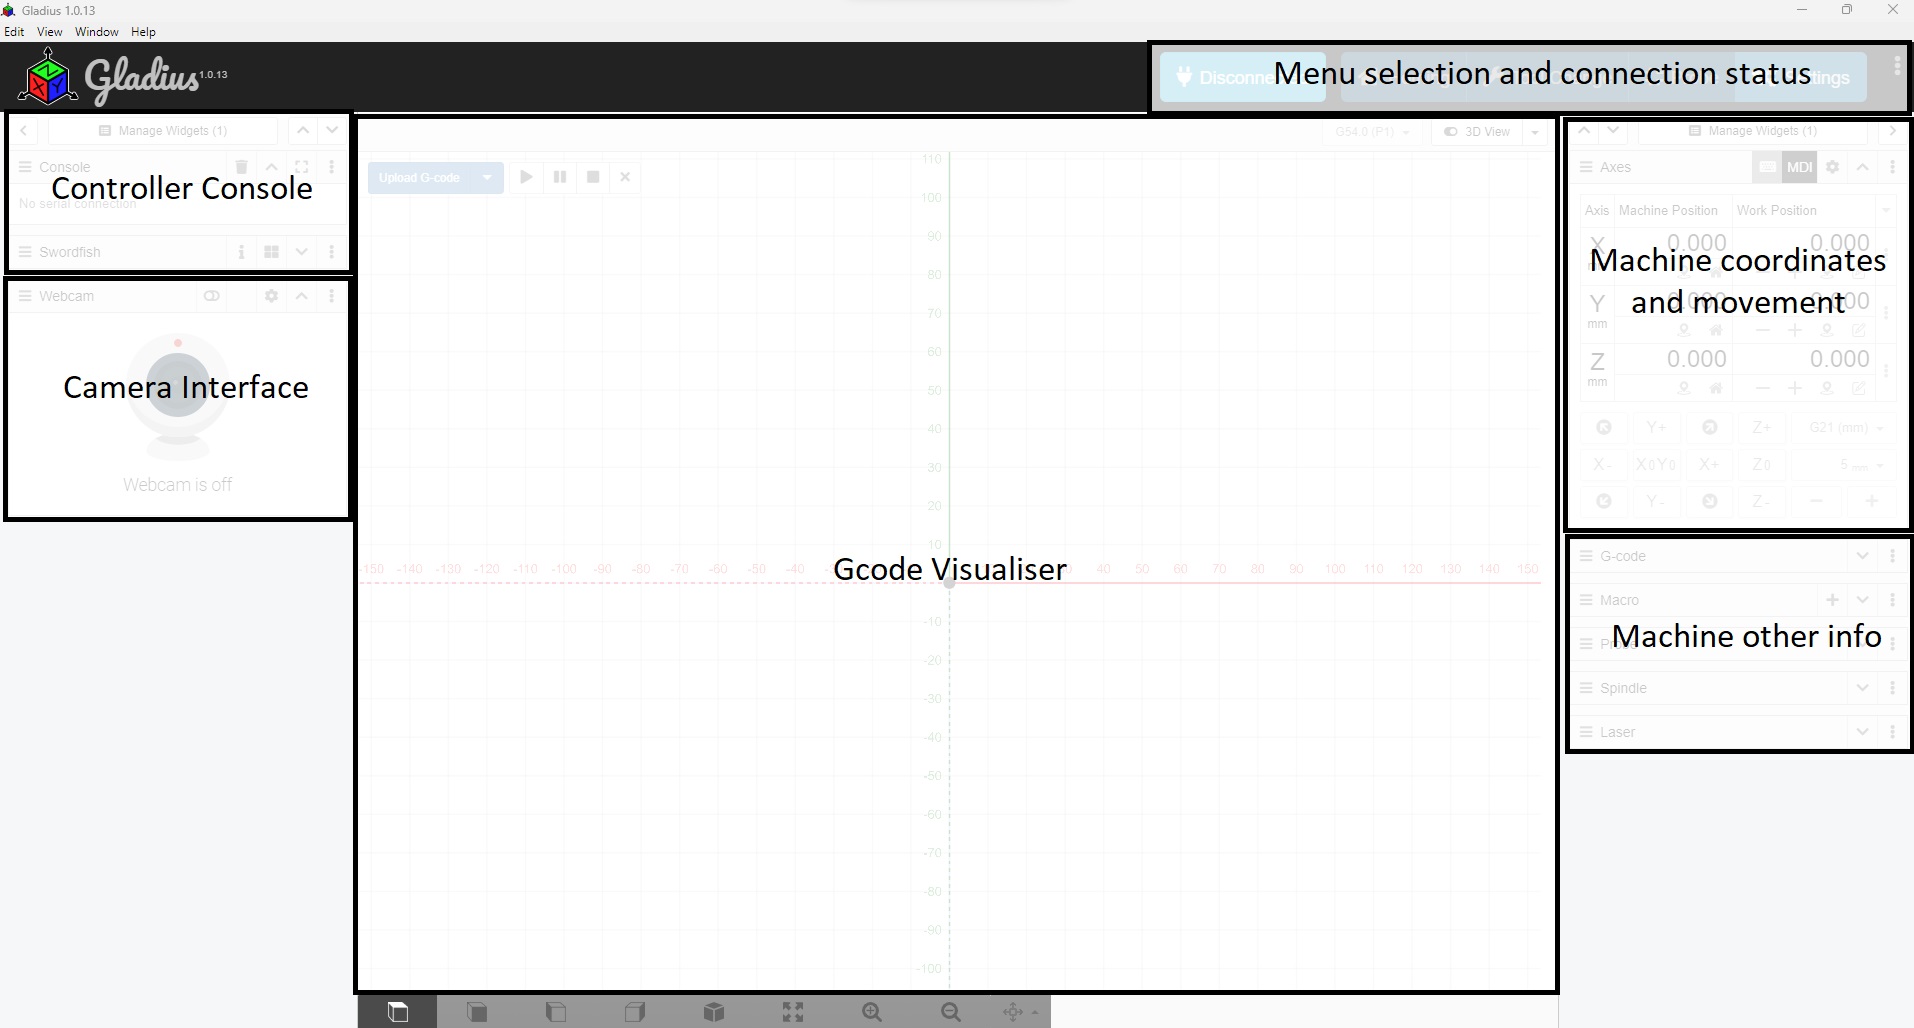 Gladius 1.0.13
Edit View Window Help
Gladius 1.0.13
Menu selection and connection status
Manage Widgets (1)
Console
Controller Console
No serial connection
Swordfish
Webcam
Camera Interface
Webcam is off
G54.0 (P1) 3D View
Upload G-code
110
100
90
80
70
60
50
40
30
20
10
-150 -140 -130 -120 -110 -100 -90 -80 -70 -60 -50 -40 40 50 60 70 80 90 100 110 120 130 140 150
Gcode Visualiser
-10
-20
-30
-40
-50
-60
-70
-80
-90
-100
Manage Widgets (1)
Axes MDI
Axis Machine Position Work Position
X 0.000 0.000
Machine coordinates
and movement
Y 0.000 0.000
mm
Z 0.000 0.000
mm
Y+ Z+ G21 (mm)
X- X0Y0 X+ Z0 5 mm
Y- Z-
G-code
Macro
Machine other info
Spindle
Laser